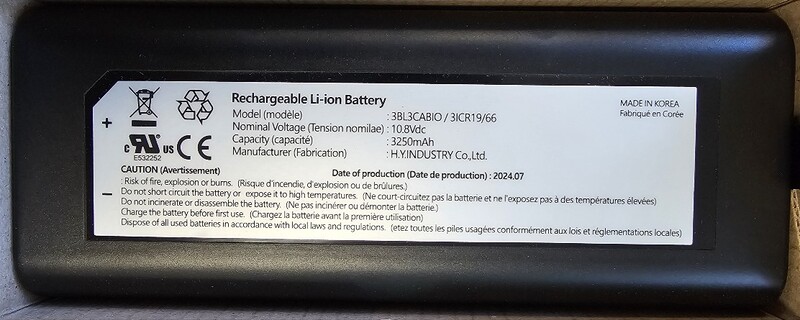 Rechargeable Li-ion Battery
Model (modèle) : 3BL3CABIO / 3ICR19/66
Nominal Voltage (Tension nomilae) : 10.8Vdc
Capacity (capacité) : 3250mAh
Manufacturer (Fabrication) : H.Y.INDUSTRY Co.,Ltd.
MADE IN KOREA
Fabriqué en Corée
+
−
c RU US CE
E532252
CAUTION (Avertissement) Date of production (Date de production) : 2024.07
: Risk of fire, explosion or burns. (Risque d'incendie, d'explosion ou de brûlures.)
Do not short circuit the battery or expose it to high temperatures. (Ne court-circuitez pas la batterie et ne l'exposez pas à des températures élevées)
Do not incinerate or disassemble the battery. (Ne pas incinérer ou démonter la batterie.)
Charge the battery before first use. (Chargez la batterie avant la première utilisation)
Dispose of all used batteries in accordance with local laws and regulations. (etez toutes les piles usagées conformément aux lois et réglementations locales)